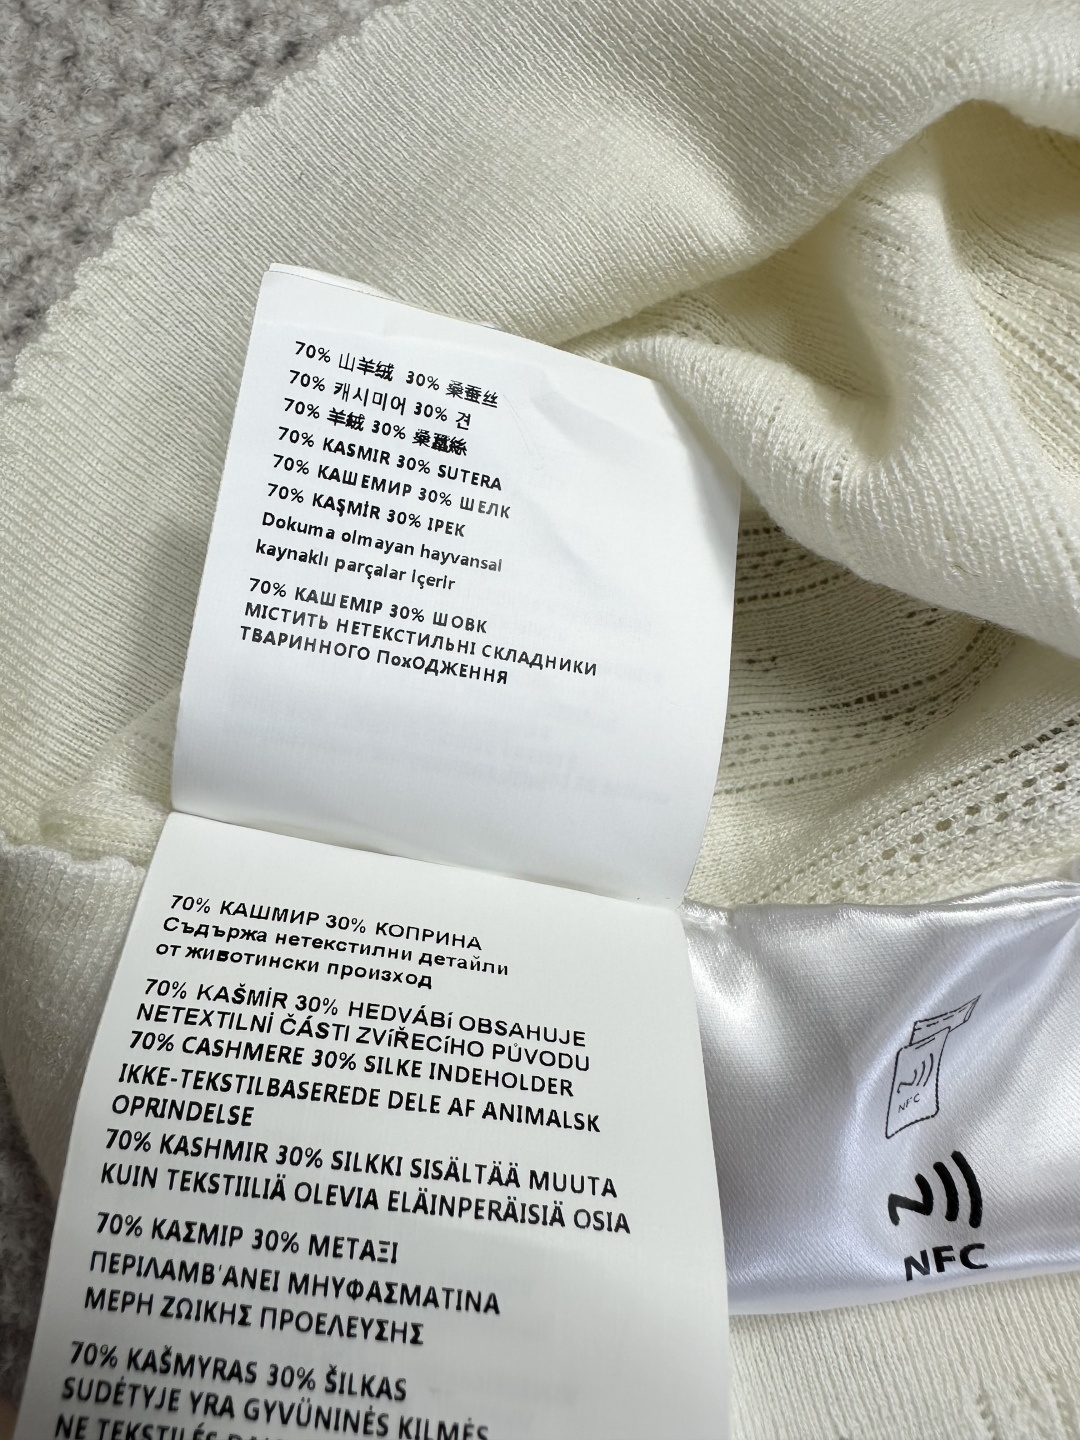 70% 山羊绒 30% 桑蚕丝
70% 캐시미어 30% 견
70% 羊絨 30% 桑蠶絲
70% KASMIR 30% SUTERA
70% КАШЕМИР 30% ШЕЛК
70% KAŞMİR 30% IPEK
Dokuma olmayan hayvansal
kaynaklı parçalar içerir
70% КАШЕМІР 30% ШОВК
МІСТИТЬ НЕТЕКСТИЛЬНІ СКЛАДНИКИ
ТВАРИННОГО ПохОДЖЕННЯ
70% КАШМИР 30% КОПРИНА
Съдържа нетекстилни детайли
от животински произход
70% KAŠMÍR 30% HEDVÁBí OBSAHUJE
NETEXTILNÍ ČÁSTI ZVíŘECíHO PŮVODU
70% CASHMERE 30% SILKE INDEHOLDER
IKKE-TEKSTILBASEREDE DELE AF ANIMALSK
OPRINDELSE
70% KASHMIR 30% SILKKI SISÄLTÄÄ MUUTA
KUIN TEKSTIILIÄ OLEVIA ELÄINPERÄISIÄ OSIA
70% ΚΑΣΜΙΡ 30% ΜΕΤΑΞΙ
ΠΕΡΙΛΑΜΒ'ΑΝΕΙ ΜΗΥΦΑΣΜΑΤΙΝΑ
ΜΕΡΗ ΖΩΙΚΗΣ ΠΡΟΕΛΕΥΣΗΣ
70% KAŠMYRAS 30% ŠILKAS
SUDĖTYJE YRA GYVŪNINĖS KILMĖS
NE TEKSTILĖS
NFC
NFC